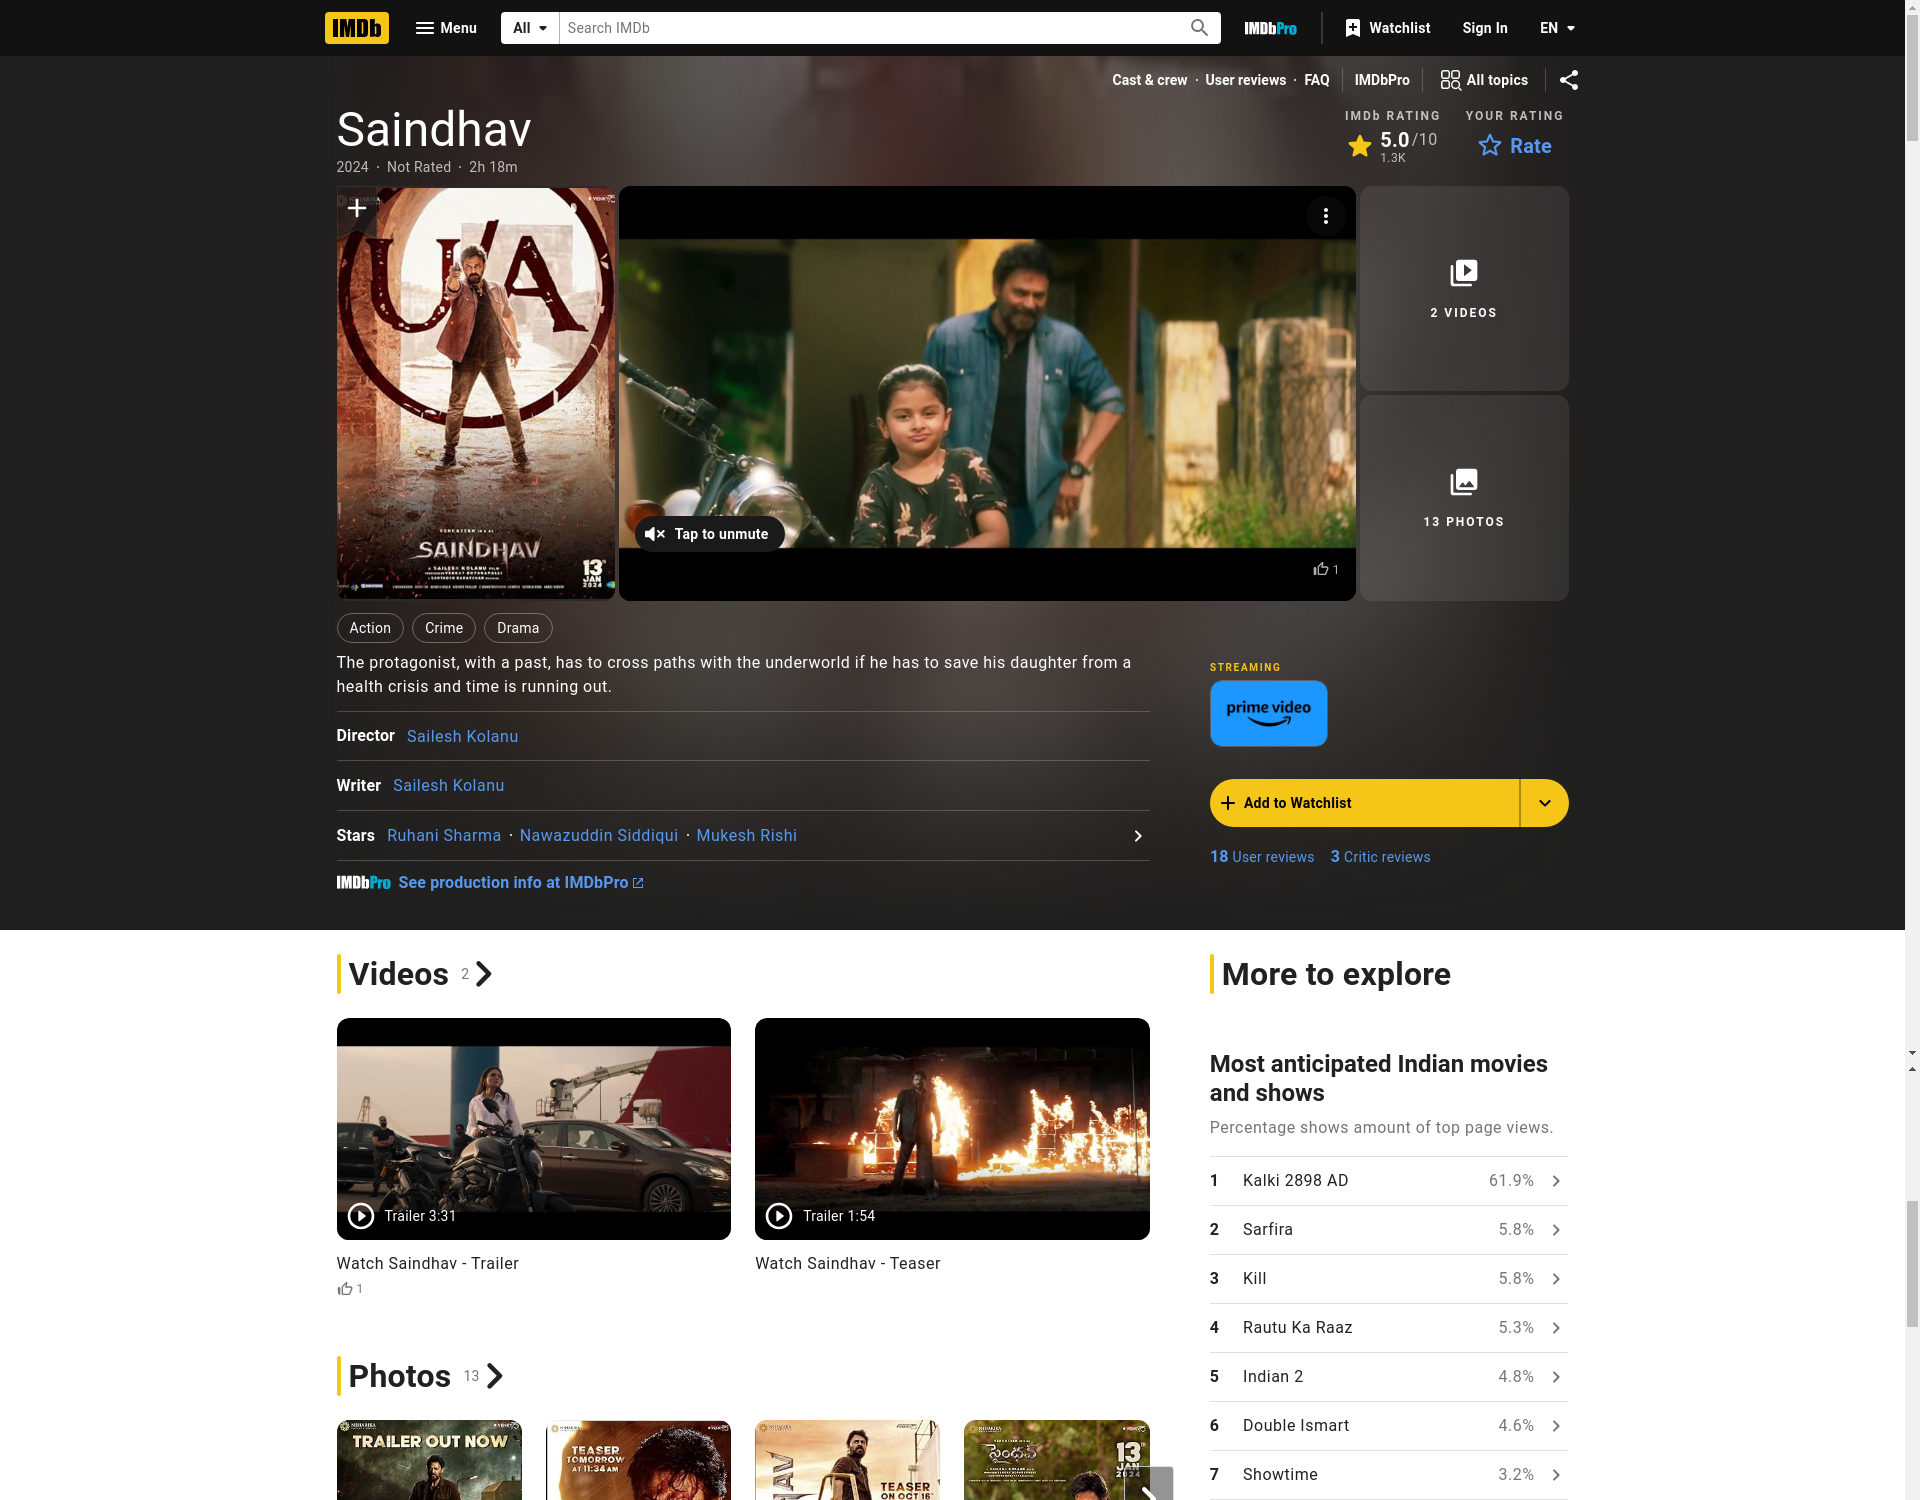 IMDb
Menu
All
Search IMDb
IMDbPro
Watchlist
Sign In
EN
Cast & crew · User reviews · FAQ
IMDbPro
All topics
Saindhav
2024 · Not Rated · 2h 18m
IMDb RATING
5.0/10
1.3K
YOUR RATING
Rate
U/A
SAINDHAV
A SAILESH KOLANU FILM
13
JAN
2024
Tap to unmute
1
2 VIDEOS
13 PHOTOS
Action
Crime
Drama
The protagonist, with a past, has to cross paths with the underworld if he has to save his daughter from a
health crisis and time is running out.
Director Sailesh Kolanu
Writer Sailesh Kolanu
Stars Ruhani Sharma · Nawazuddin Siddiqui · Mukesh Rishi
IMDbPro See production info at IMDbPro
STREAMING
prime video
Add to Watchlist
18 User reviews 3 Critic reviews
Videos 2
Trailer 3:31
Watch Saindhav - Trailer
1
Trailer 1:54
Watch Saindhav - Teaser
Photos 13
TRAILER OUT NOW
TEASER
TOMORROW
AT 11:34 AM
TEASER
ON OCT 16
సైంధవ్
13
JAN
2024
More to explore
Most anticipated Indian movies
and shows
Percentage shows amount of top page views.
1 Kalki 2898 AD 61.9%
2 Sarfira 5.8%
3 Kill 5.8%
4 Rautu Ka Raaz 5.3%
5 Indian 2 4.8%
6 Double Ismart 4.6%
7 Showtime 3.2%